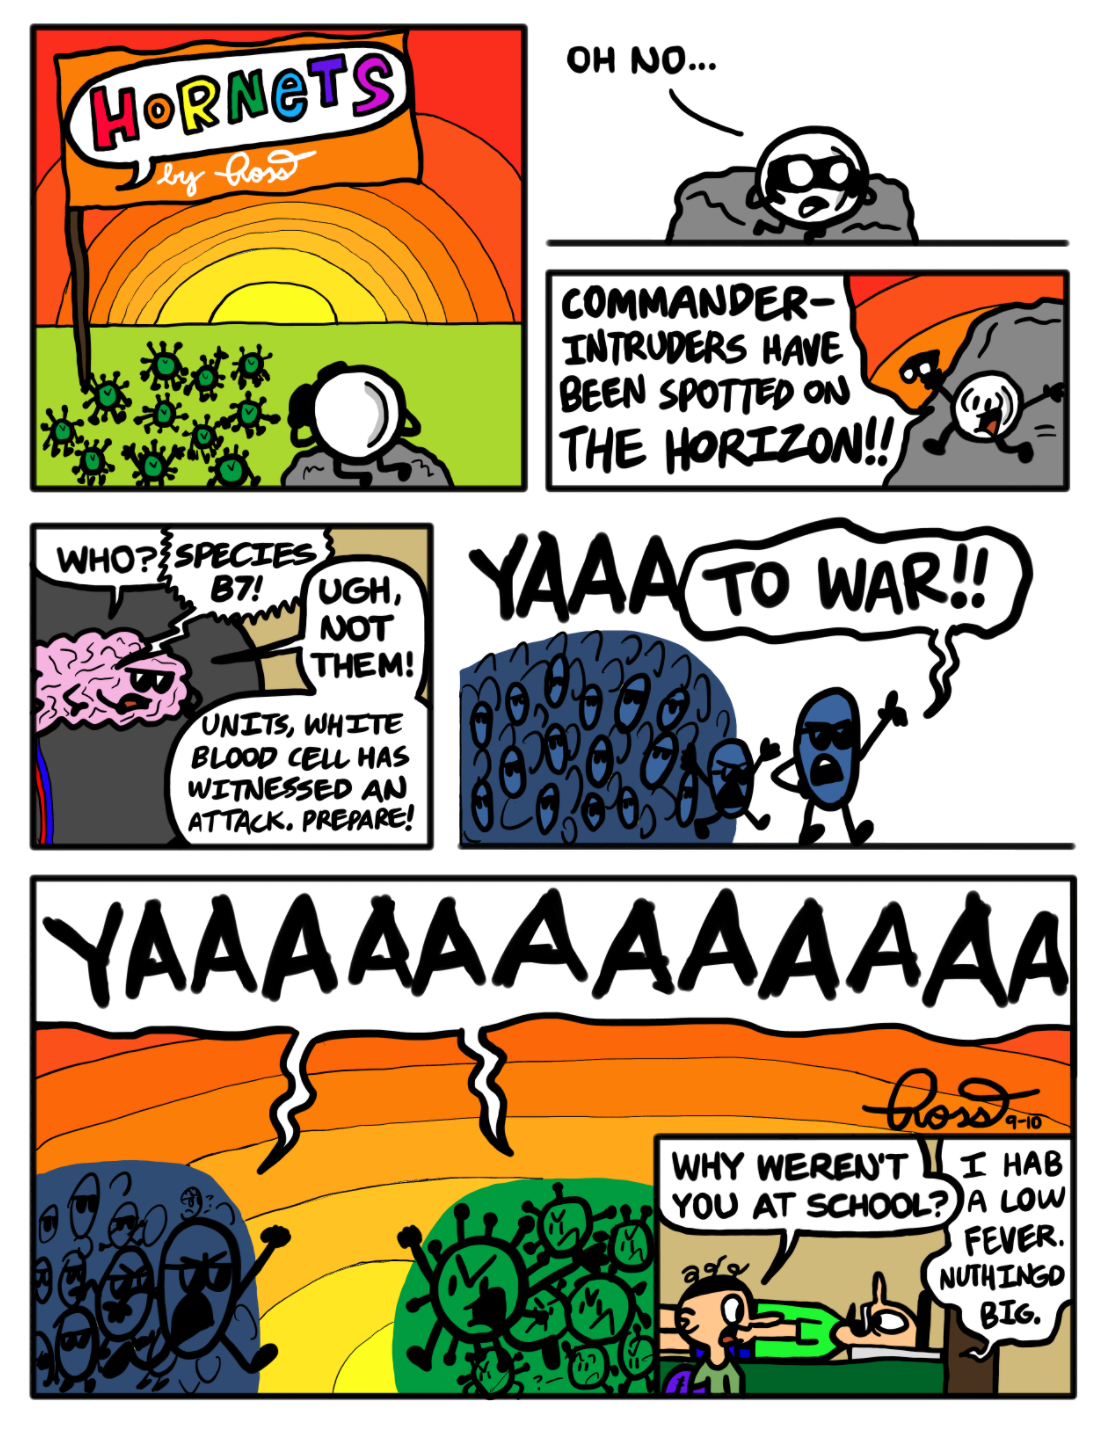 HORNeTS
by Ross
OH NO...
COMMANDER-
INTRUDERS HAVE
BEEN SPOTTED ON
THE HORIZON!!
WHO?
SPECIES
B7!
UGH,
NOT
THEM!
UNITS, WHITE
BLOOD CELL HAS
WITNESSED AN
ATTACK. PREPARE!
YAAA
TO WAR!!
YAAAAAAAAAAAA
Ross 9-10
WHY WEREN'T
YOU AT SCHOOL?
I HAB
A LOW
FEVER.
NUTHINGD
BIG.